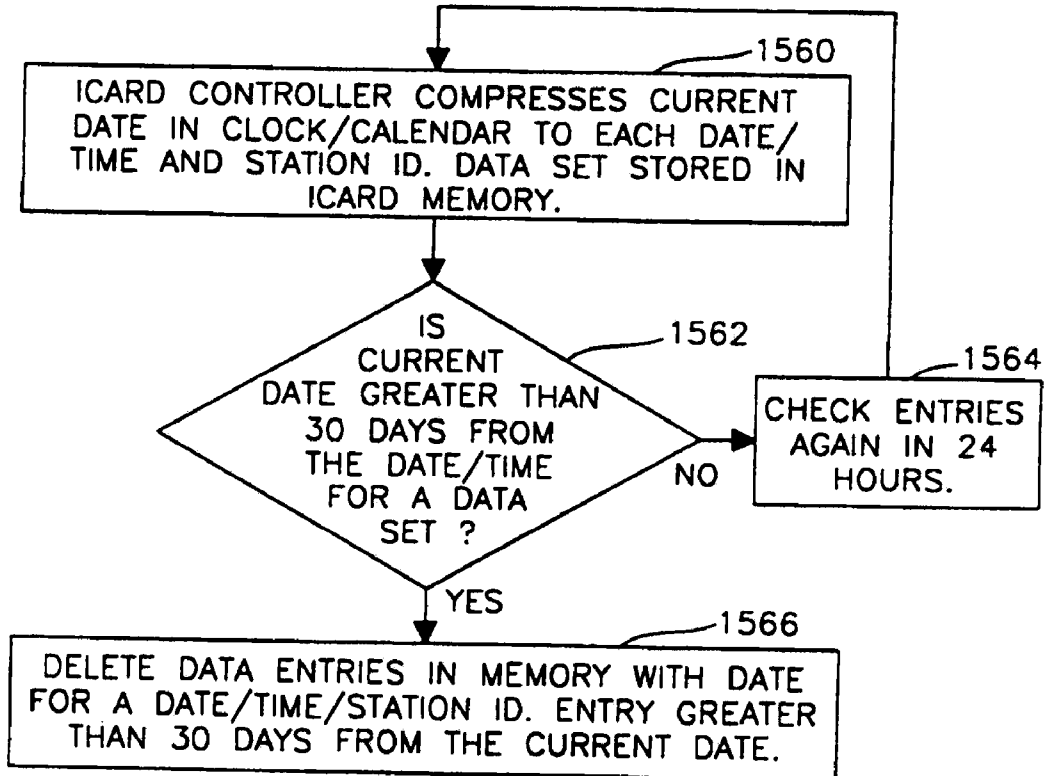 1560
ICARD CONTROLLER COMPRESSES CURRENT
DATE IN CLOCK/CALENDAR TO EACH DATE/
TIME AND STATION ID. DATA SET STORED IN
ICARD MEMORY.
1562
IS
CURRENT
DATE GREATER THAN
30 DAYS FROM
THE DATE/TIME
FOR A DATA
SET ?
NO
1564
CHECK ENTRIES
AGAIN IN 24
HOURS.
YES
1566
DELETE DATA ENTRIES IN MEMORY WITH DATE
FOR A DATE/TIME/STATION ID. ENTRY GREATER
THAN 30 DAYS FROM THE CURRENT DATE.